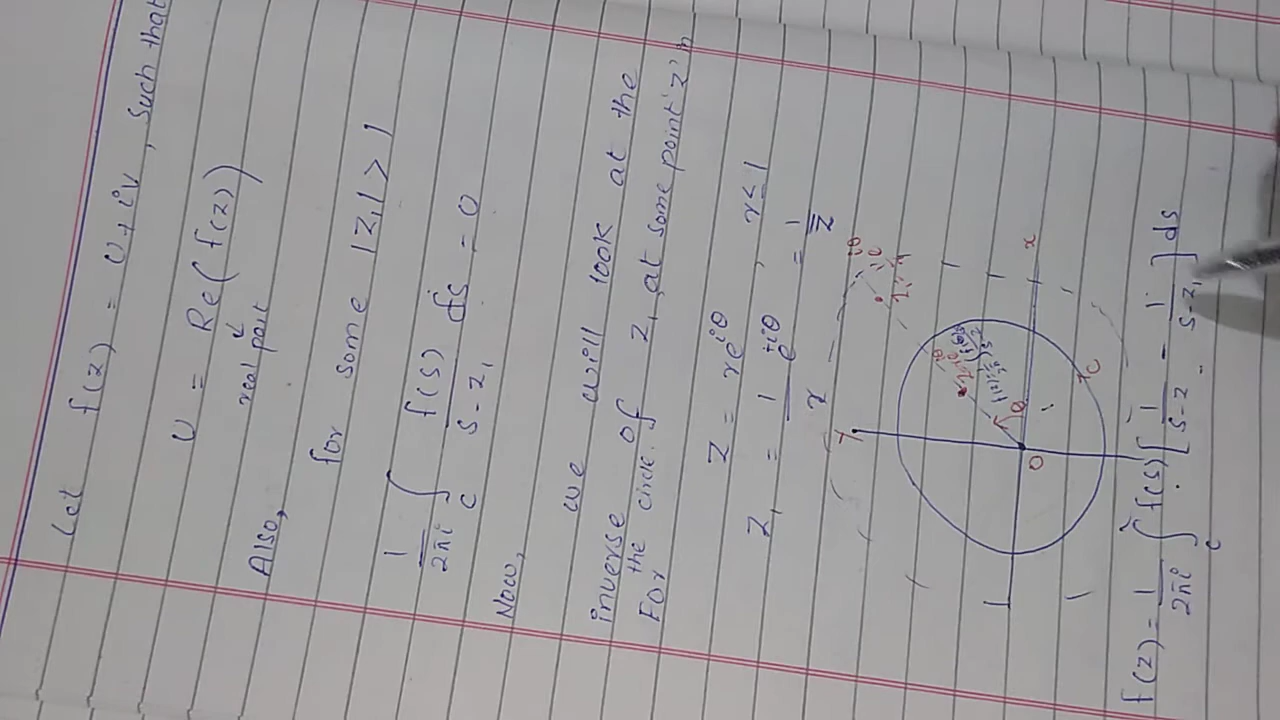 Let f(z) = U + iv , such that
U = Re(f(z))
↙
real part
Also,
for some |z₁| > 1
1/2πi ∫c f(s)/s-z₁ ds = 0
Now,
we will look at the
inverse of z₁, at some point 'z' in
the circle.
For
z = re^iθ , r ≤ 1
z₁ = 1/r e^+iθ = 1/z̅
y
x
O
θ
C
f(z) = 1/2πi ∫c f(s) [ 1/s-z - 1/s-z₁ ] ds